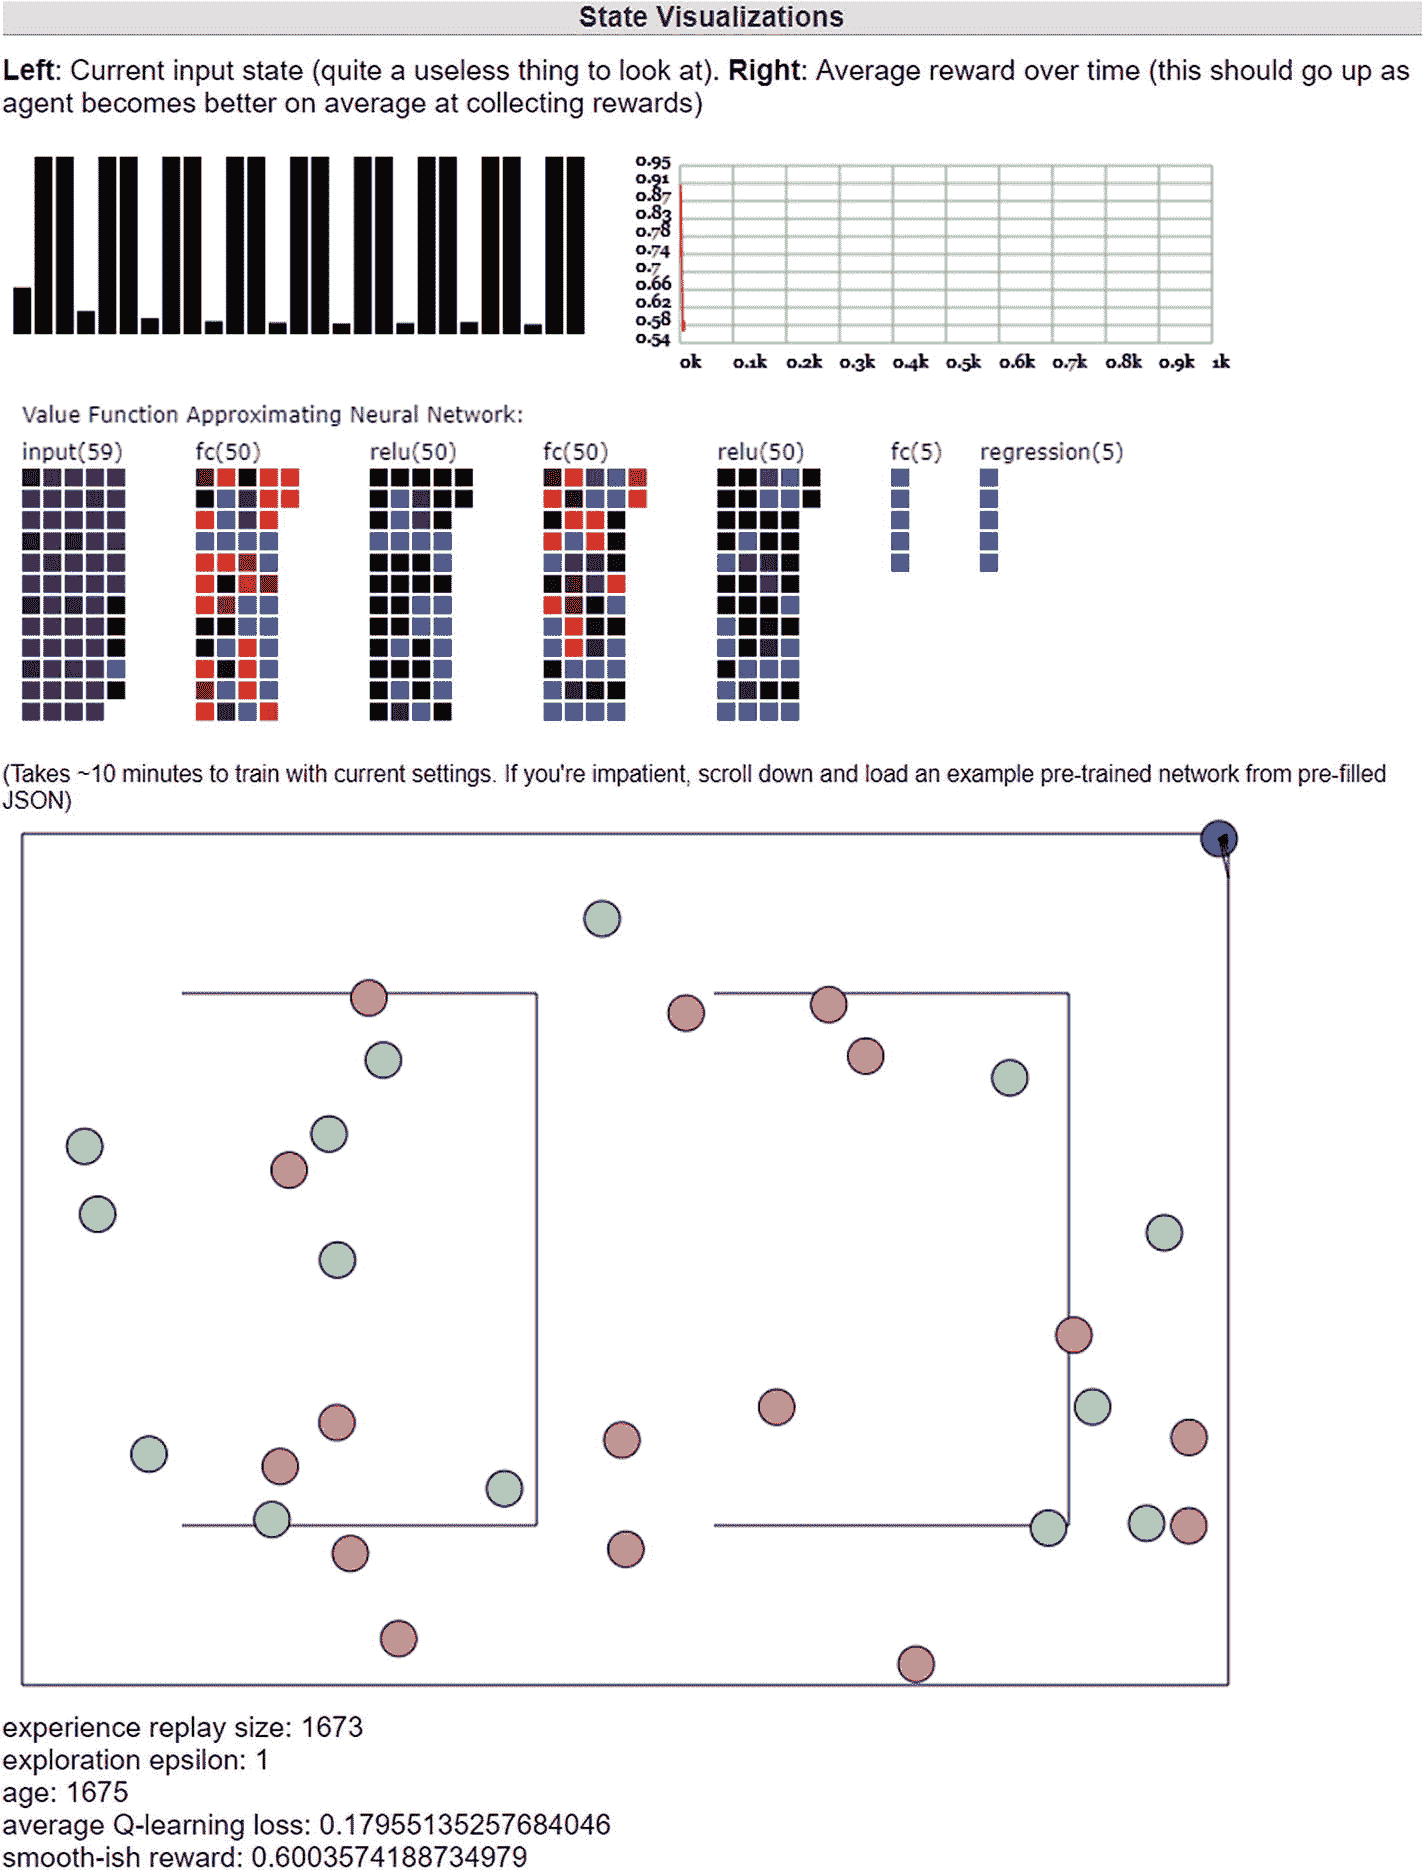 State Visualizations
Left: Current input state (quite a useless thing to look at). Right: Average reward over time (this should go up as
agent becomes better on average at collecting rewards)
0.95
0.91
0.87
0.83
0.78
0.74
0.7
0.66
0.62
0.58
0.54
0k 0.1k 0.2k 0.3k 0.4k 0.5k 0.6k 0.7k 0.8k 0.9k 1k
Value Function Approximating Neural Network:
input(59) fc(50) relu(50) fc(50) relu(50) fc(5) regression(5)
(Takes ~10 minutes to train with current settings. If you're impatient, scroll down and load an example pre-trained network from pre-filled
JSON)
experience replay size: 1673
exploration epsilon: 1
age: 1675
average Q-learning loss: 0.17955135257684046
smooth-ish reward: 0.6003574188734979